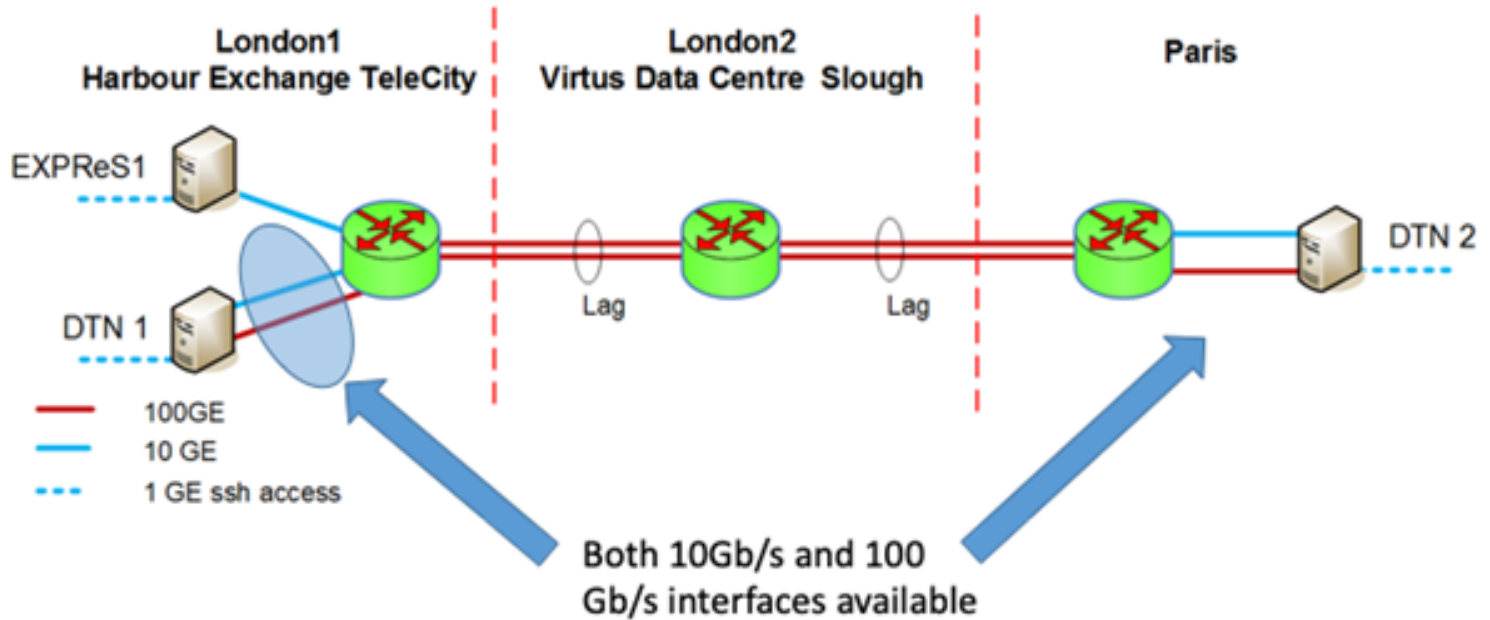 London1
Harbour Exchange TeleCity
London2
Virtus Data Centre Slough
Paris
EXPReS1
DTN 1
Lag
Lag
DTN 2
100GE
10 GE
1 GE ssh access
Both 10Gb/s and 100
Gb/s interfaces available